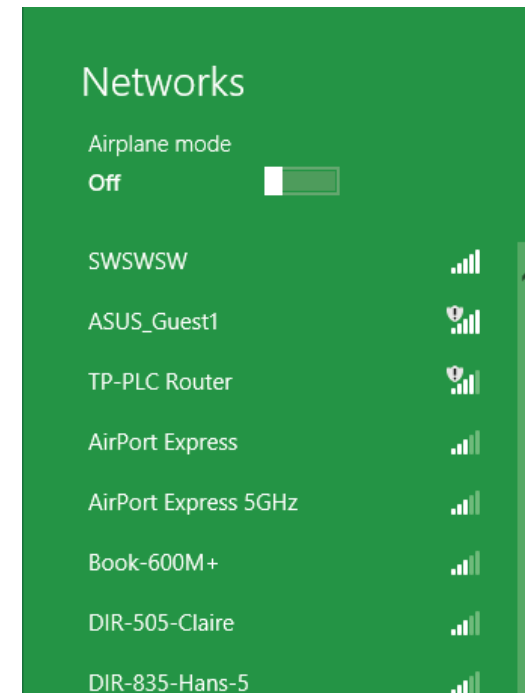 Networks
Airplane mode
Off
SWSWSW
ASUS_Guest1
TP-PLC Router
AirPort Express
AirPort Express 5GHz
Book-600M+
DIR-505-Claire
DIR-835-Hans-5